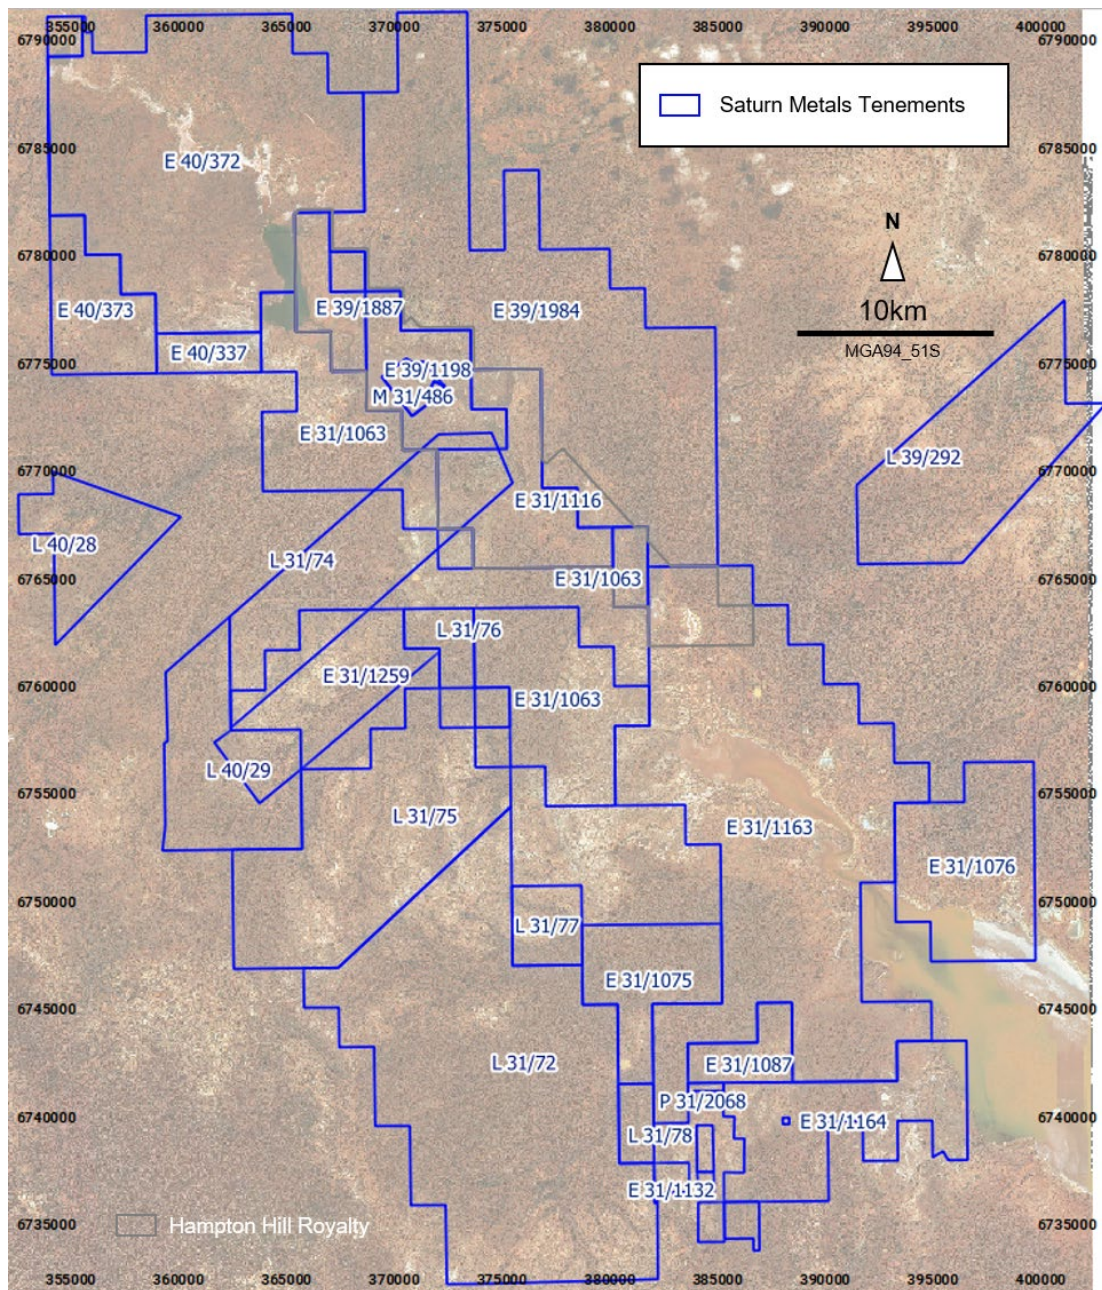 355000 360000 365000 370000 375000 380000 385000 390000 395000 400000
6790000 6790000
Saturn Metals Tenements
6785000 6785000
E 40/372
N
6780000 6780000
10km
MGA94_51S
E 40/373
E 39/1887
E 39/1984
E 40/337
6775000 6775000
E 39/1198
M 31/486
E 31/1063
6770000 6770000
L 39/292
E 31/1116
L 40/28
L 31/74
6765000 6765000
E 31/1063
L 31/76
E 31/1259
6760000 6760000
E 31/1063
L 40/29
6755000 6755000
L 31/75
E 31/1163
E 31/1076
6750000 6750000
L 31/77
E 31/1075
6745000 6745000
L 31/72
E 31/1087
P 31/2068
6740000 6740000
E 31/1164
L 31/78
E 31/1132
6735000 6735000
Hampton Hill Royalty
355000 360000 365000 370000 375000 380000 385000 390000 395000 400000